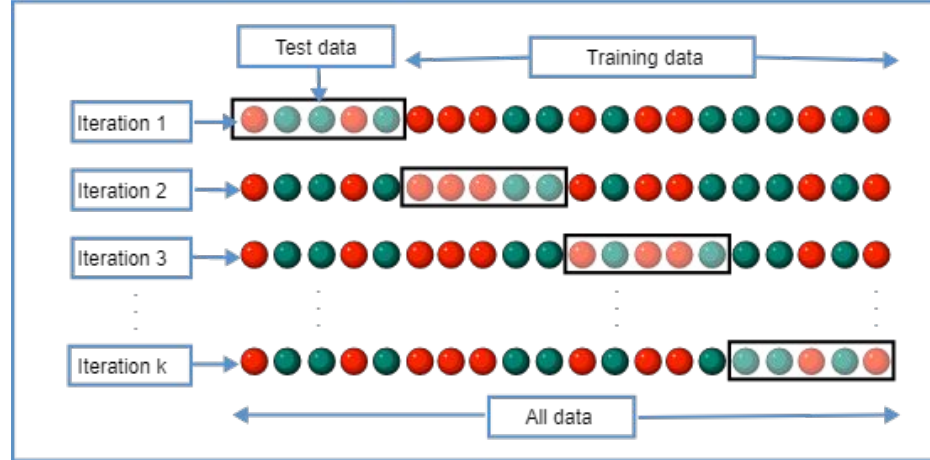 Test data
Training data
Iteration 1
Iteration 2
Iteration 3
Iteration k
All data